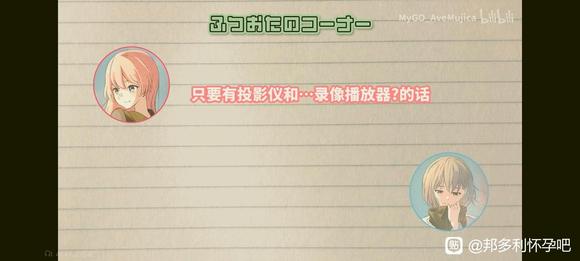 ふつおたのコーナー
MyGO_AveMujica bilibili
只要有投影仪和…录像播放器?的话
贴 @邦多利怀孕吧